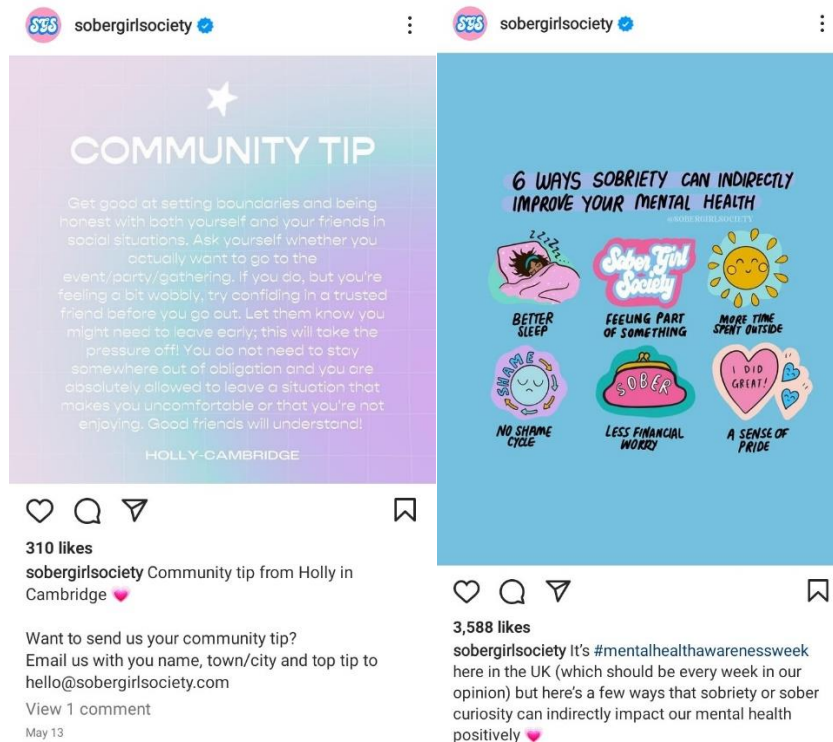 SGS sobergirlsociety
COMMUNITY TIP
Get good at setting boundaries and being
honest with both yourself and your friends in
social situations. Ask yourself whether you
actually want to go to the
event/party/gathering. If you do, but you're
feeling a bit wobbly, try confiding in a trusted
friend before you go out. Let them know you
might need to leave early; this will take the
pressure off! You do not need to stay
somewhere out of obligation and you are
absolutely allowed to leave a situation that
makes you uncomfortable or that you're not
enjoying. Good friends will understand!
HOLLY-CAMBRIDGE
310 likes
sobergirlsociety Community tip from Holly in
Cambridge
Want to send us your community tip?
Email us with you name, town/city and top tip to
hello@sobergirlsociety.com
View 1 comment
May 13
SGS sobergirlsociety
6 WAYS SOBRIETY CAN INDIRECTLY
IMPROVE YOUR MENTAL HEALTH
@SOBERGIRLSOCIETY
zzzzz
BETTER
SLEEP
Sober Girl
Society
FEELING PART
OF SOMETHING
MORE TIME
SPENT OUTSIDE
SHAME
NO SHAME
CYCLE
SOBER
LESS FINANCIAL
WORRY
I DID
GREAT!
A SENSE OF
PRIDE
3,588 likes
sobergirlsociety It's #mentalhealthawarenessweek
here in the UK (which should be every week in our
opinion) but here's a few ways that sobriety or sober
curiosity can indirectly impact our mental health
positively